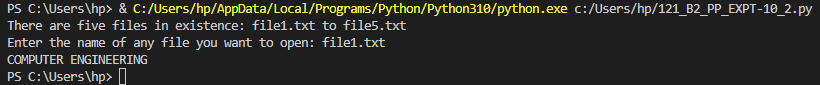 PS C:\Users\hp> & C:/Users/hp/AppData/Local/Programs/Python/Python310/python.exe c:/Users/hp/121_B2_PP_EXPT-10_2.py
There are five files in existence: file1.txt to file5.txt
Enter the name of any file you want to open: file1.txt
COMPUTER ENGINEERING
PS C:\Users\hp>